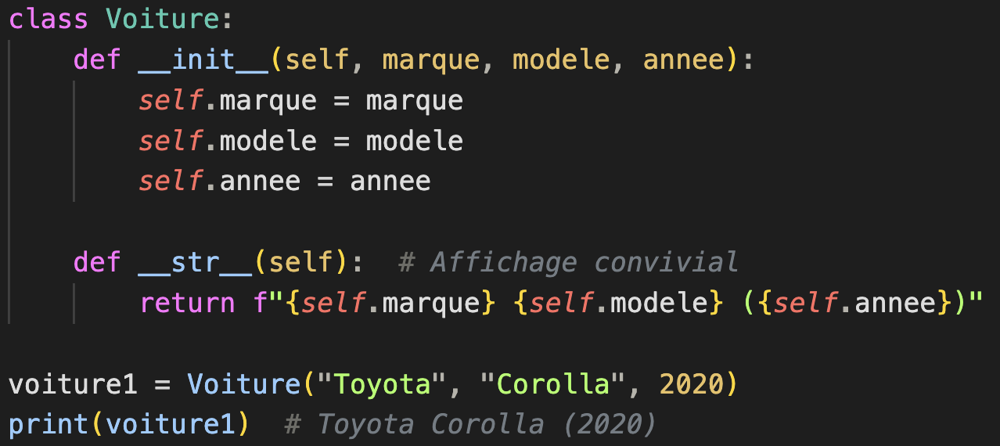 class Voiture:
    def __init__(self, marque, modele, annee):
        self.marque = marque
        self.modele = modele
        self.annee = annee

    def __str__(self):  # Affichage convivial
        return f"{self.marque} {self.modele} ({self.annee})"

voiture1 = Voiture("Toyota", "Corolla", 2020)
print(voiture1)  # Toyota Corolla (2020)